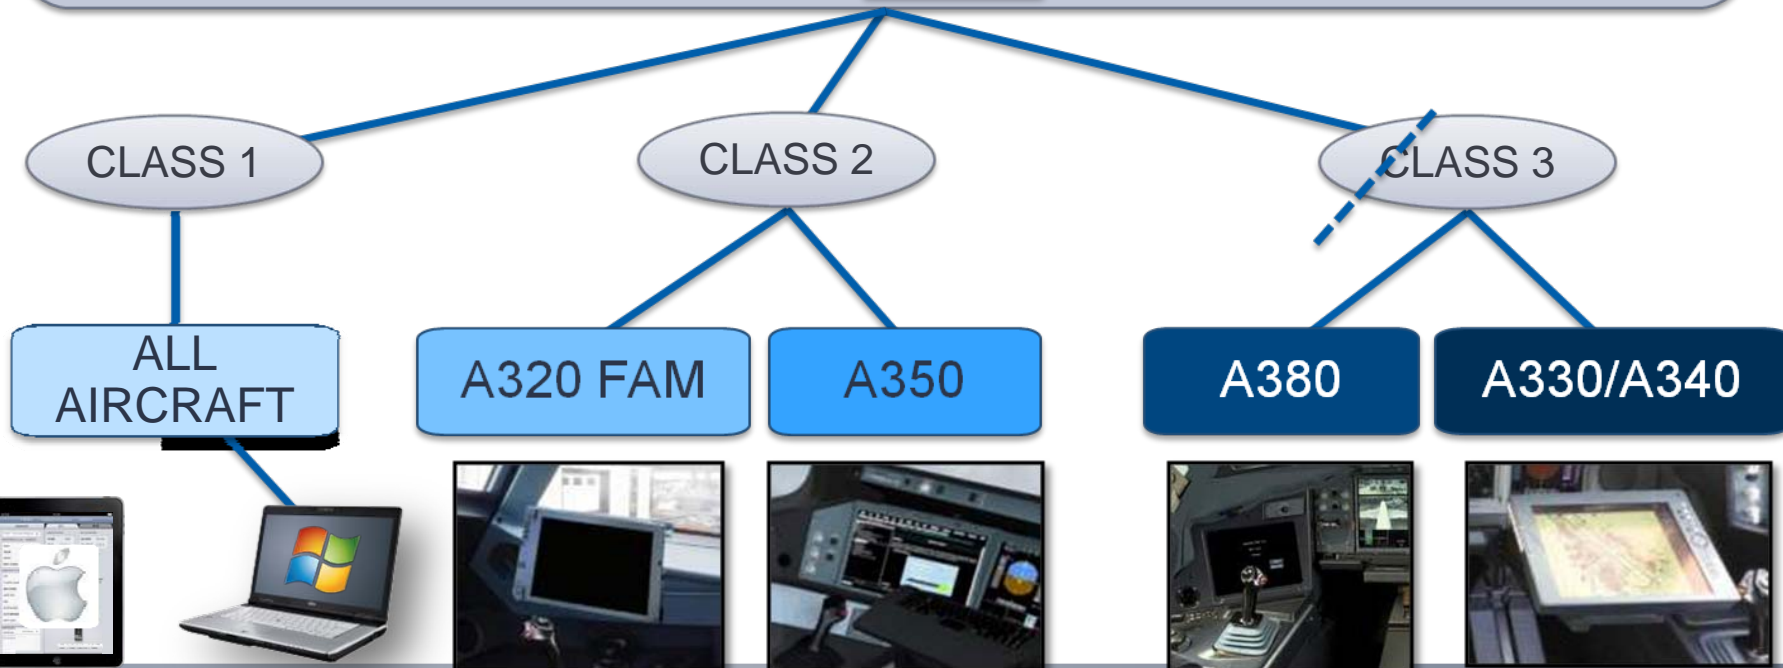 CLASS 1
CLASS 2
CLASS 3
ALL
AIRCRAFT
A320 FAM
A350
A380
A330/A340